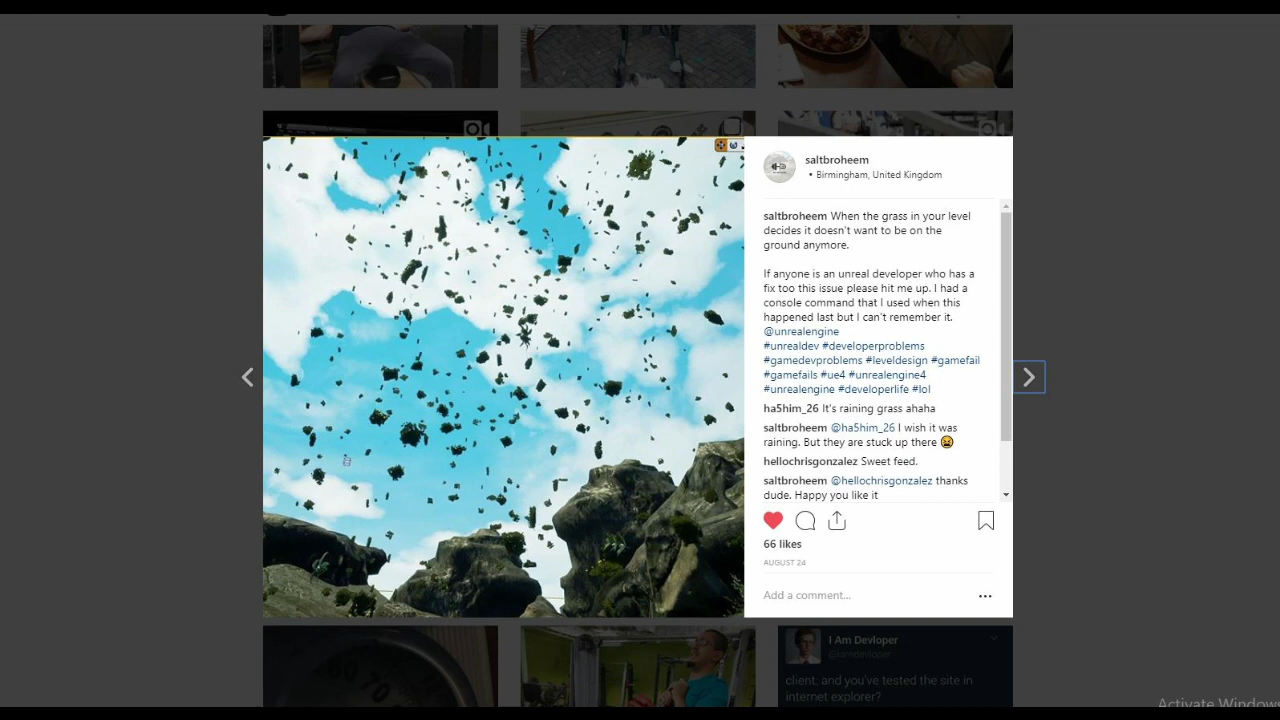 saltbroheem
• Birmingham, United Kingdom
saltbroheem When the grass in your level
decides it doesn't want to be on the
ground anymore.
If anyone is an unreal developer who has a
fix too this issue please hit me up. I had a
console command that I used when this
happened last but I can't remember it.
@unrealengine
#unrealdev #developerproblems
#gamedevproblems #leveldesign #gamefail
#gamefails #ue4 #unrealengine4
#unrealengine #developerlife #lol
ha5him_26 It's raining grass ahaha
saltbroheem @ha5him_26 I wish it was
raining. But they are stuck up there 😫
hellochrisgonzalez Sweet feed.
saltbroheem @hellochrisgonzalez thanks
dude. Happy you like it
66 likes
AUGUST 24
Add a comment...
60 70
I Am Devloper
client: and you've tested the site in
internet explorer?
Activate Window